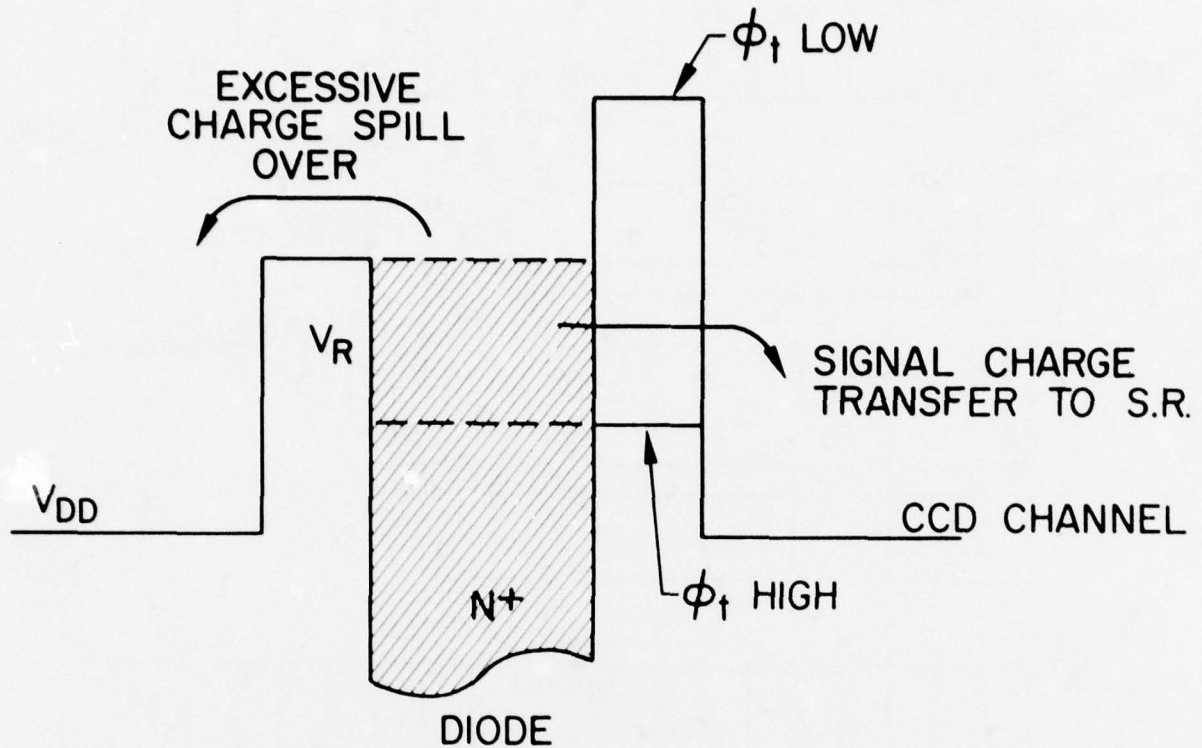 ϕt LOW
EXCESSIVE
CHARGE SPILL
OVER
VR
SIGNAL CHARGE
TRANSFER TO S.R.
VDD
CCD CHANNEL
N+
ϕt HIGH
DIODE